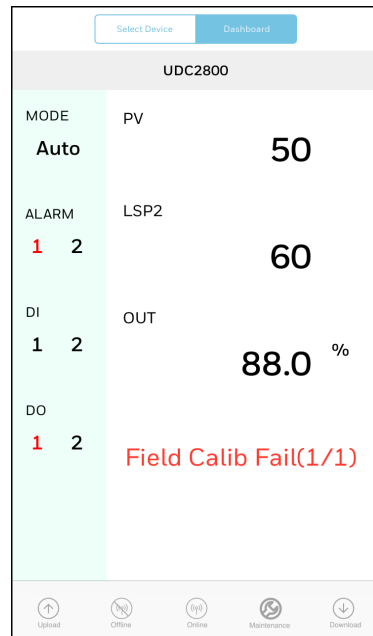 Select Device Dashboard
UDC2800
MODE
Auto
PV
50
ALARM
1 2
LSP2
60
DI
1 2
OUT
88.0 %
DO
1 2
Field Calib Fail(1/1)
Upload Offline Online Maintenance Download